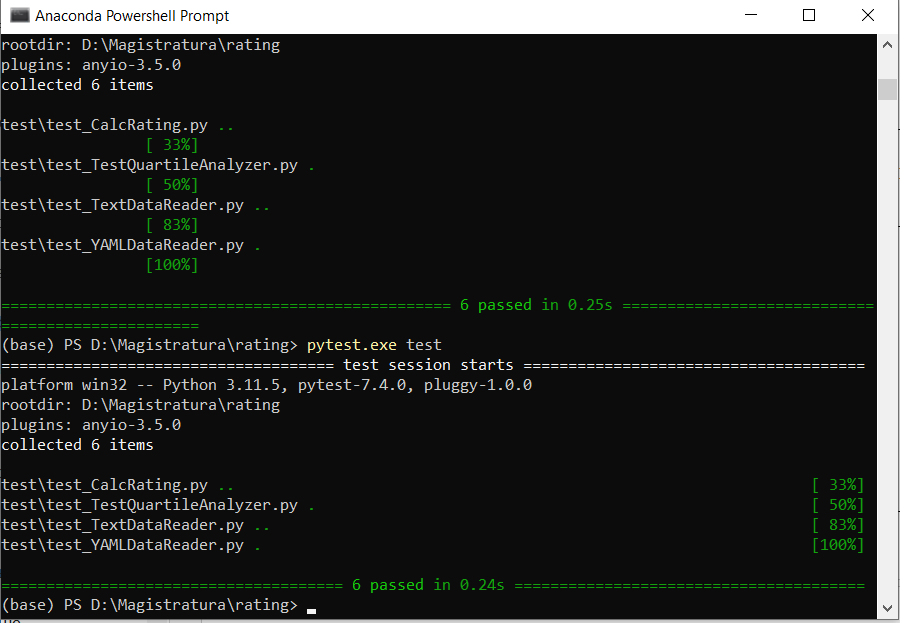 Anaconda Powershell Prompt
rootdir: D:\Magistratura\rating
plugins: anyio-3.5.0
collected 6 items
test\test_CalcRating.py ..
[ 33%]
test\test_TestQuartileAnalyzer.py .
[ 50%]
test\test_TextDataReader.py ..
[ 83%]
test\test_YAMLDataReader.py .
[100%]
================================================== 6 passed in 0.25s ============================
======================
(base) PS D:\Magistratura\rating> pytest.exe test
===================================== test session starts ======================================
platform win32 -- Python 3.11.5, pytest-7.4.0, pluggy-1.0.0
rootdir: D:\Magistratura\rating
plugins: anyio-3.5.0
collected 6 items
test\test_CalcRating.py .. [ 33%]
test\test_TestQuartileAnalyzer.py . [ 50%]
test\test_TextDataReader.py .. [ 83%]
test\test_YAMLDataReader.py . [100%]
====================================== 6 passed in 0.24s =======================================
(base) PS D:\Magistratura\rating>